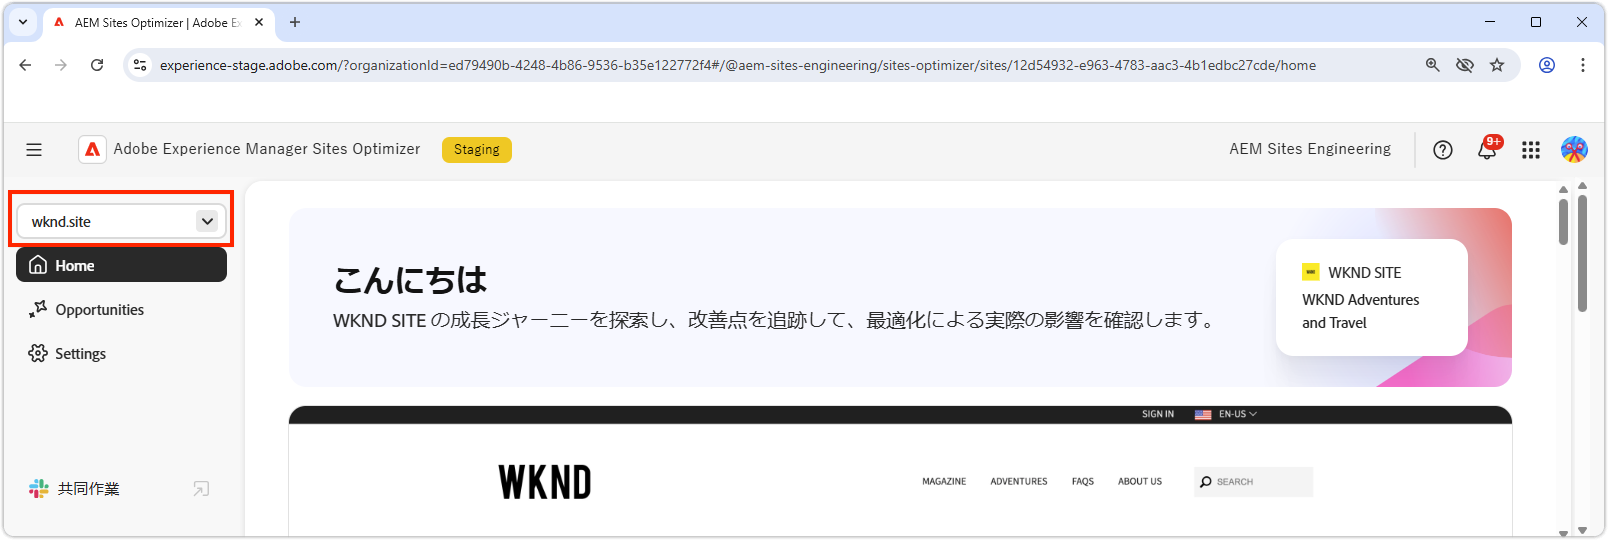 AEM Sites Optimizer | Adobe Ex
experience-stage.adobe.com/?organizationId=ed79490b-4248-4b86-9536-b35e122772f4#/@aem-sites-engineering/sites-optimizer/sites/12d54932-e963-4783-aac3-4b1edbc27cde/home
Adobe Experience Manager Sites Optimizer
Staging
AEM Sites Engineering
9+
wknd.site
Home
Opportunities
Settings
共同作業
こんにちは
WKND SITE の成長ジャーニーを探索し、改善点を追跡して、最適化による実際の影響を確認します。
WKND SITE
WKND Adventures
and Travel
SIGN IN
EN-US
WKND
MAGAZINE
ADVENTURES
FAQS
ABOUT US
SEARCH